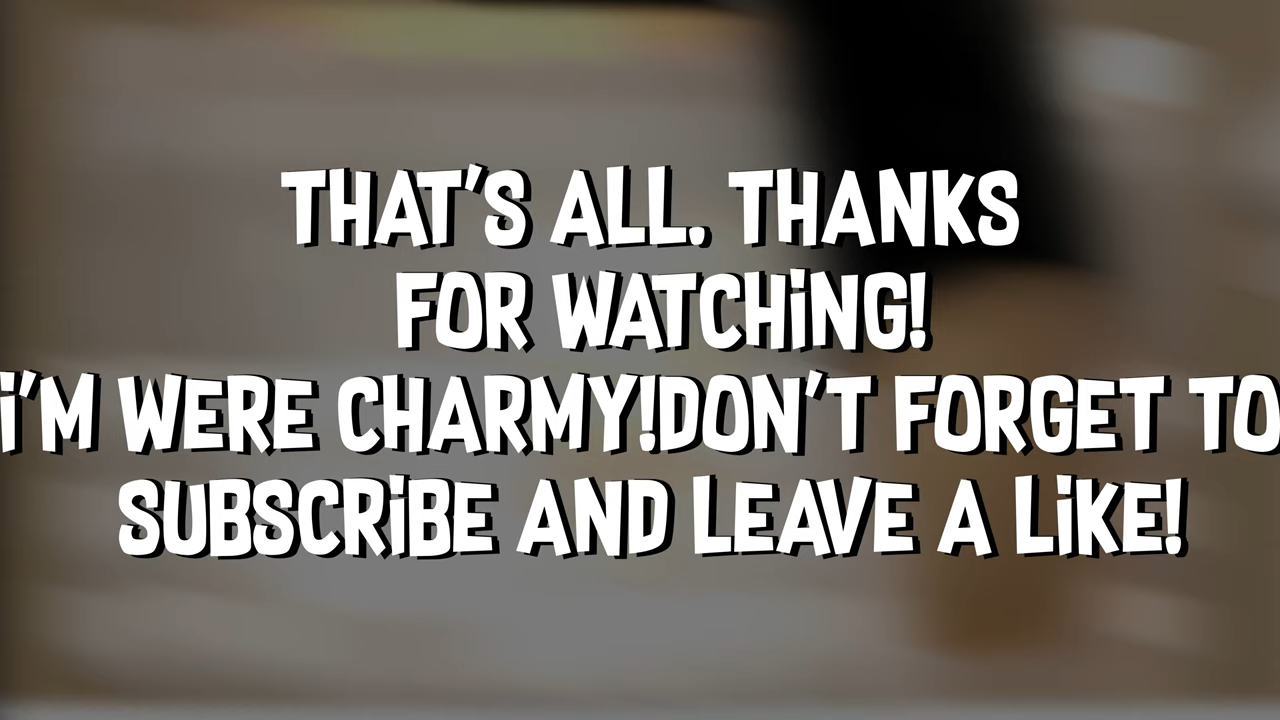 THAT'S ALL. THANKS
FOR WATCHING!
i'M WERE CHARMY!DON'T FORGET TO
SUBSCRiBE AND LEAVE A LiKE!